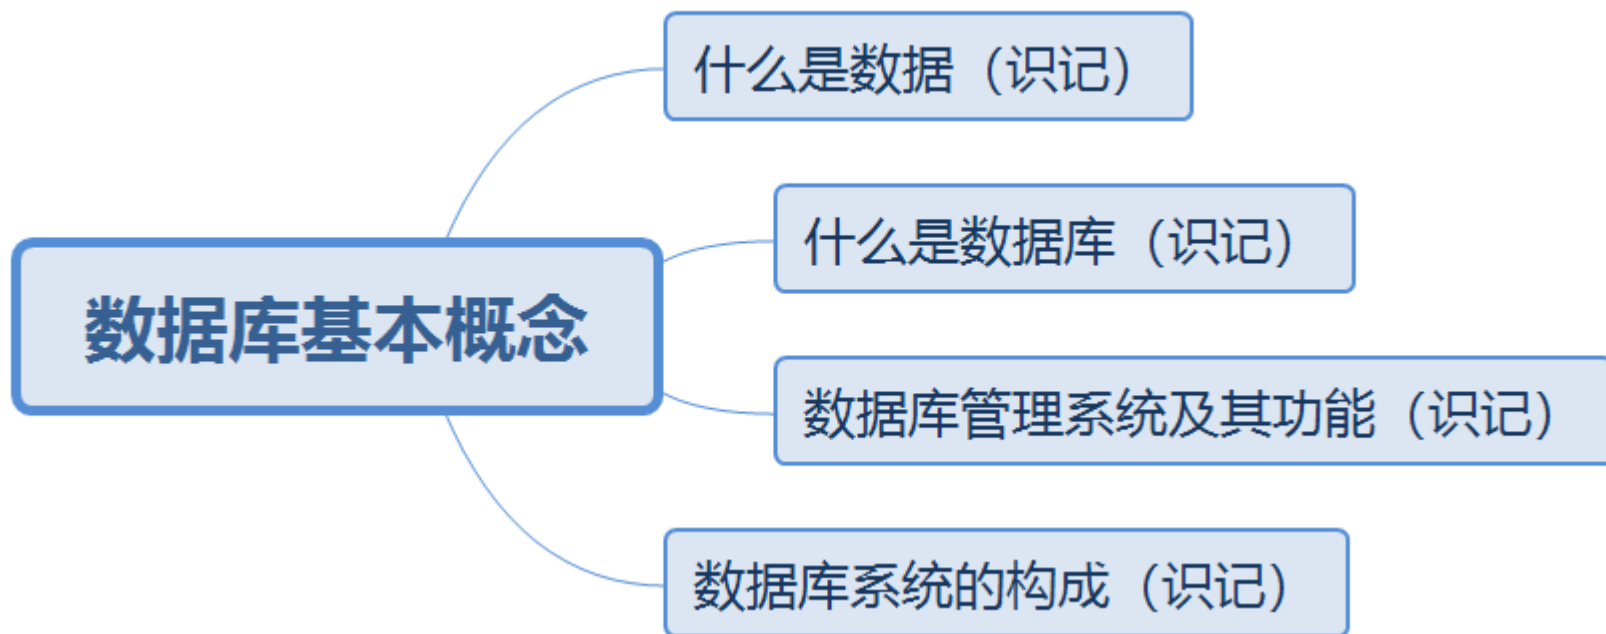 什么是数据（识记）
什么是数据库（识记）
数据库基本概念
数据库管理系统及其功能（识记）
数据库系统的构成（识记）